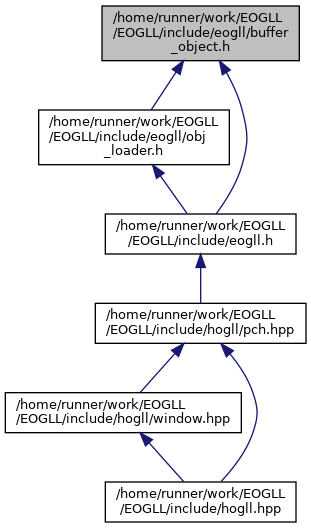 /home/runner/work/EOGLL
/EOGLL/include/eogll/buffer
_object.h
/home/runner/work/EOGLL
/EOGLL/include/eogll/obj
_loader.h
/home/runner/work/EOGLL
/EOGLL/include/eogll.h
/home/runner/work/EOGLL
/EOGLL/include/hogll/pch.hpp
/home/runner/work/EOGLL
/EOGLL/include/hogll/window.hpp
/home/runner/work/EOGLL
/EOGLL/include/hogll.hpp